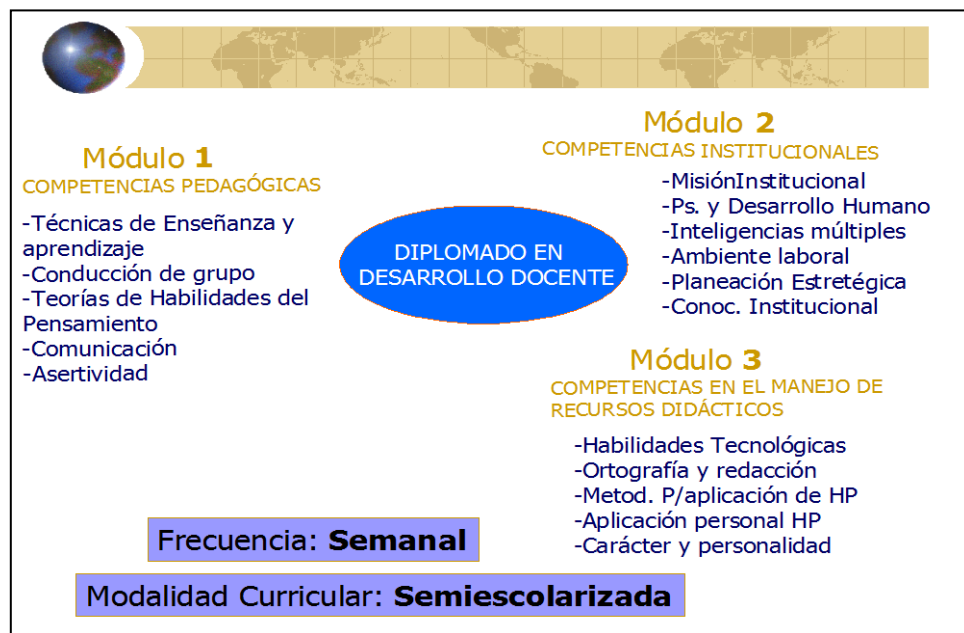 Módulo 1
COMPETENCIAS PEDAGÓGICAS
-Técnicas de Enseñanza y
aprendizaje
-Conducción de grupo
-Teorías de Habilidades del
Pensamiento
-Comunicación
-Asertividad
DIPLOMADO EN
DESARROLLO DOCENTE
Módulo 2
COMPETENCIAS INSTITUCIONALES
-MisiónInstitucional
-Ps. y Desarrollo Humano
-Inteligencias múltiples
-Ambiente laboral
-Planeación Estretégica
-Conoc. Institucional
Módulo 3
COMPETENCIAS EN EL MANEJO DE
RECURSOS DIDÁCTICOS
-Habilidades Tecnológicas
-Ortografía y redacción
-Metod. P/aplicación de HP
-Aplicación personal HP
-Carácter y personalidad
Frecuencia: Semanal
Modalidad Curricular: Semiescolarizada